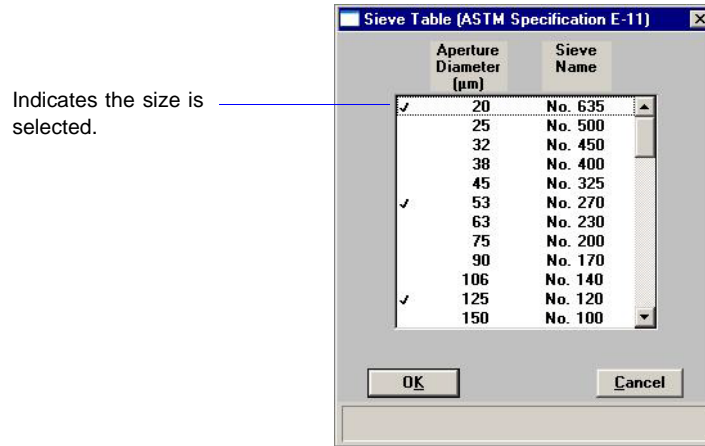 Sieve Table (ASTM Specification E-11)
Aperture Diameter (µm) Sieve Name
Indicates the size is
selected.
✓ 20 No. 635
25 No. 500
32 No. 450
38 No. 400
45 No. 325
✓ 53 No. 270
63 No. 230
75 No. 200
90 No. 170
106 No. 140
✓ 125 No. 120
150 No. 100
OK Cancel